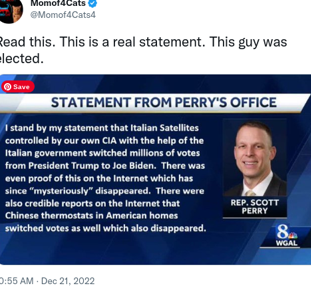 Momof4Cats
@Momof4Cats4
Read this. This is a real statement. This guy was
elected.
Save
STATEMENT FROM PERRY'S OFFICE
I stand by my statement that Italian Satellites
controlled by our own CIA with the help of the
Italian government switched millions of votes
from President Trump to Joe Biden. There was
even proof of this on the Internet which has
since “mysteriously” disappeared. There were
also credible reports on the Internet that
Chinese thermostats in American homes
switched votes as well which also disappeared.
REP. SCOTT
PERRY
8
WGAL
0:55 AM · Dec 21, 2022